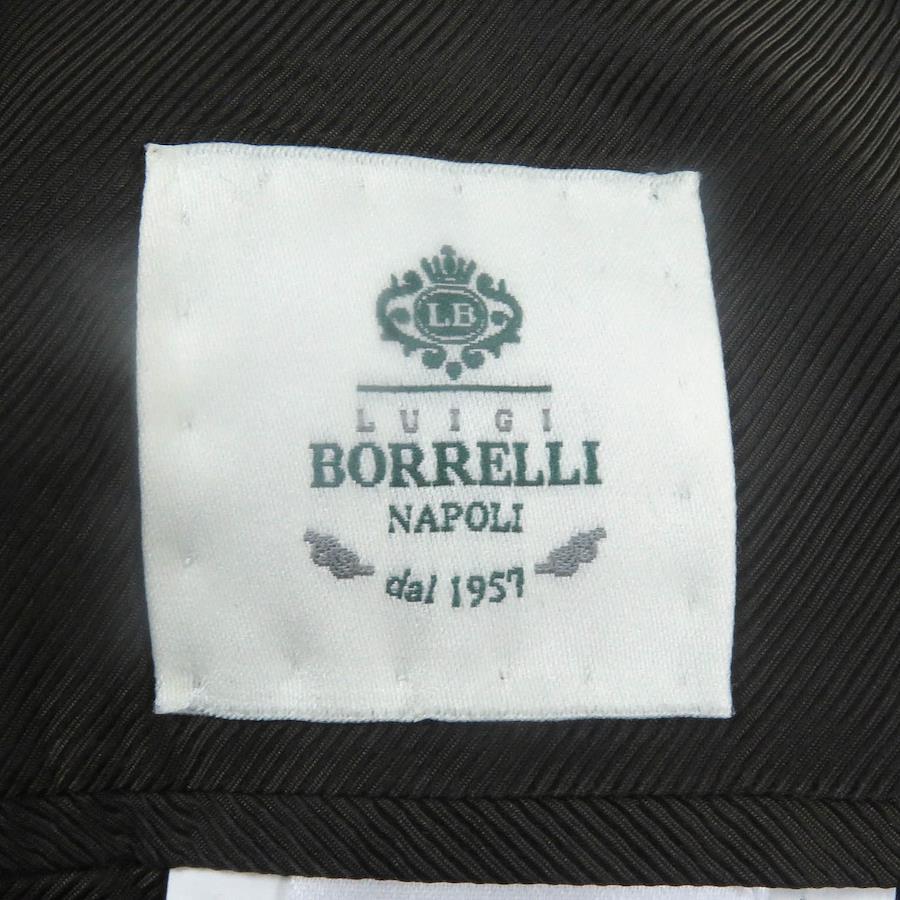 LB
LUIGI
BORRELLI
NAPOLI
dal 1957